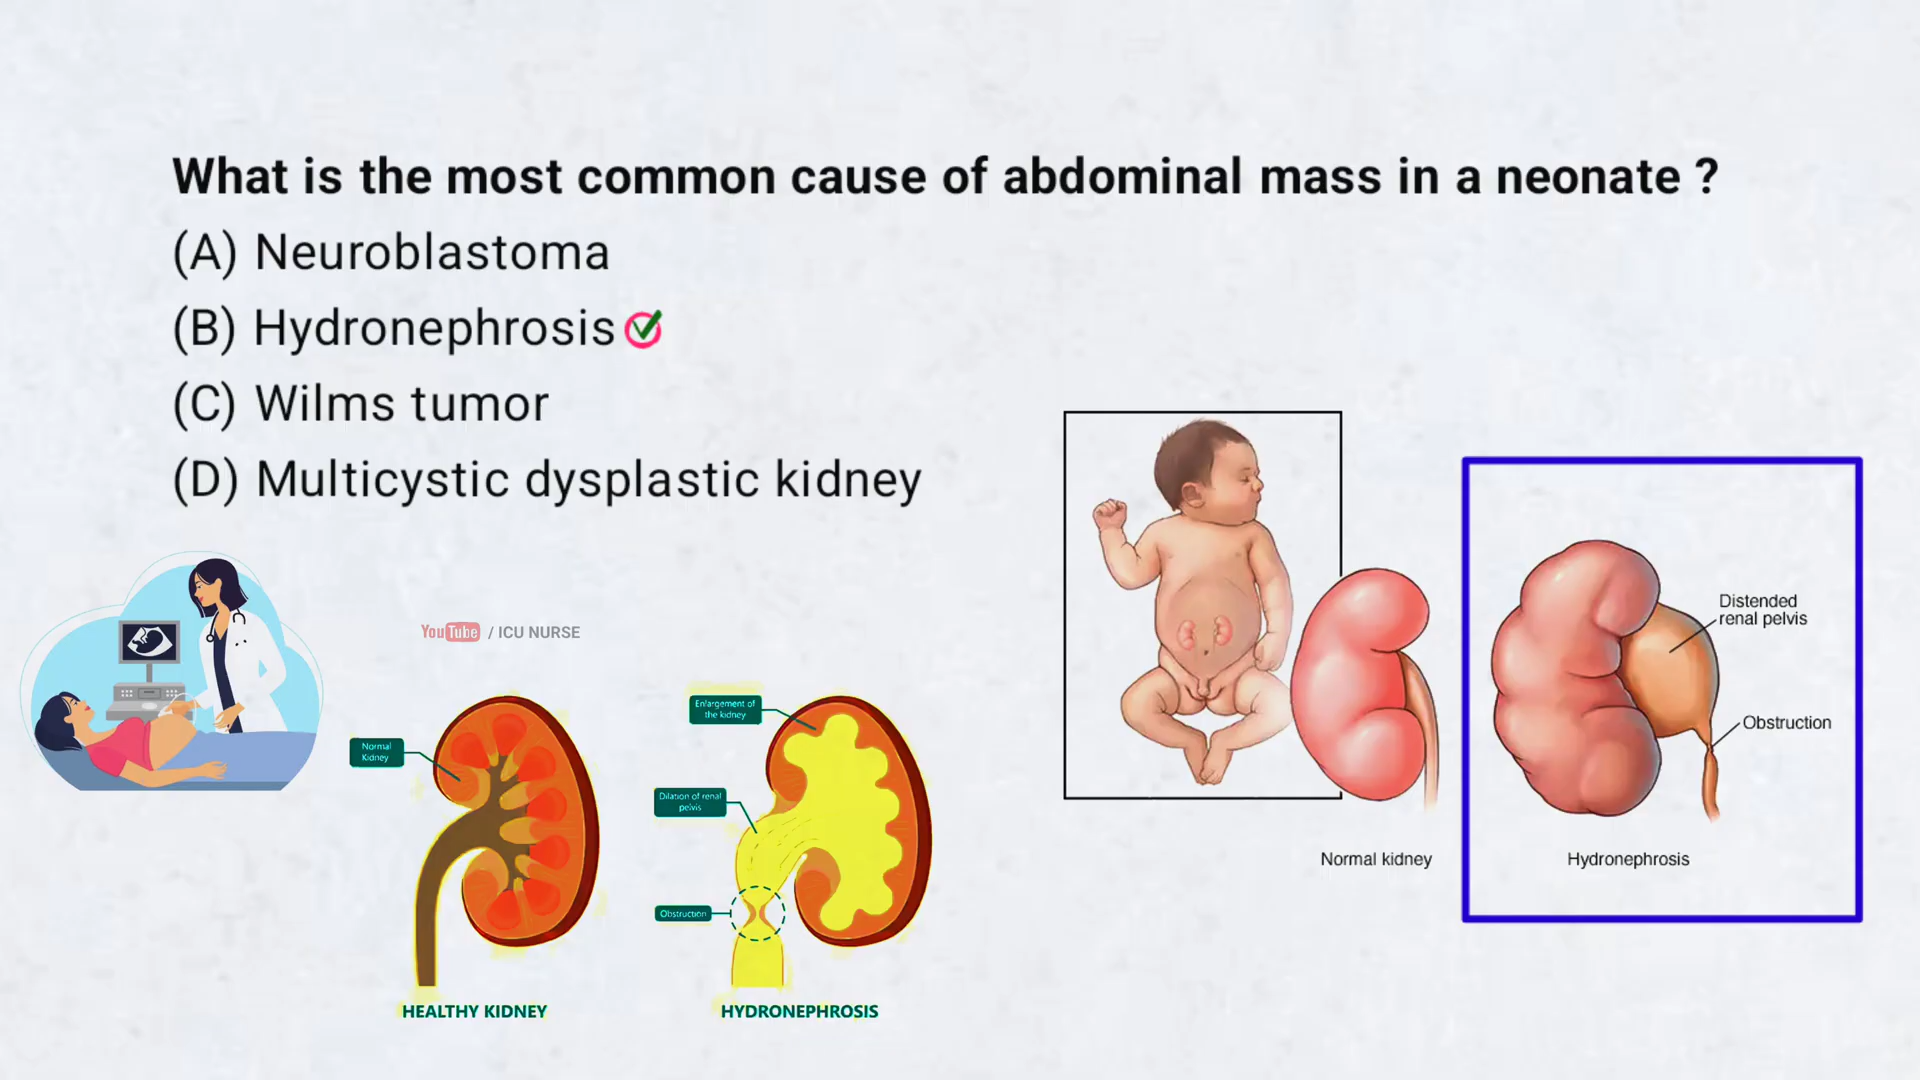 What is the most common cause of abdominal mass in a neonate ?
(A) Neuroblastoma
(B) Hydronephrosis
(C) Wilms tumor
(D) Multicystic dysplastic kidney
YouTube / ICU NURSE
Normal
Kidney
HEALTHY KIDNEY
Enlargement of
the kidney
Dilation of renal
pelvis
Obstruction
HYDRONEPHROSIS
Normal kidney
Distended
renal pelvis
Obstruction
Hydronephrosis